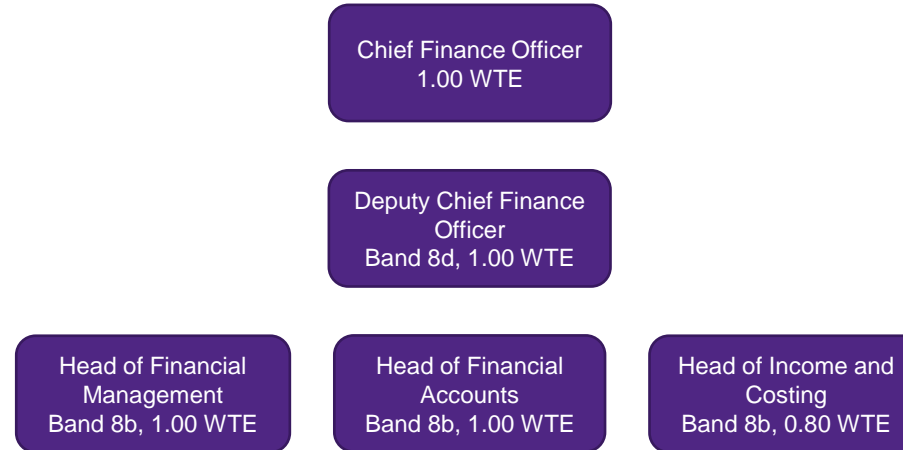 Chief Finance Officer
1.00 WTE
Deputy Chief Finance
Officer
Band 8d, 1.00 WTE
Head of Financial
Management
Band 8b, 1.00 WTE
Head of Financial
Accounts
Band 8b, 1.00 WTE
Head of Income and
Costing
Band 8b, 0.80 WTE